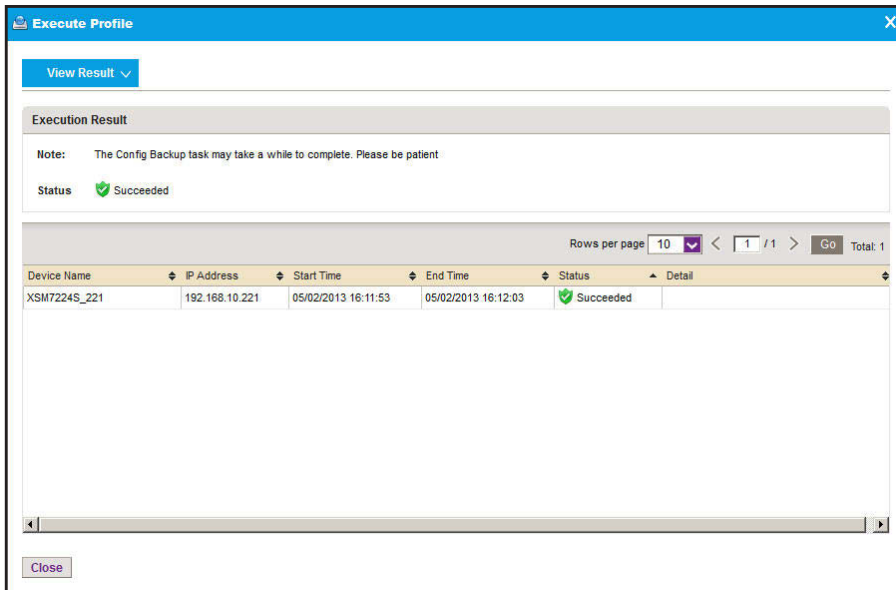 Execute Profile X
View Result
Execution Result
Note: The Config Backup task may take a while to complete. Please be patient
Status Succeeded
Rows per page 10 < 1 / 1 > Go Total: 1
Device Name IP Address Start Time End Time Status Detail
XSM7224S_221 192.168.10.221 05/02/2013 16:11:53 05/02/2013 16:12:03 Succeeded
Close